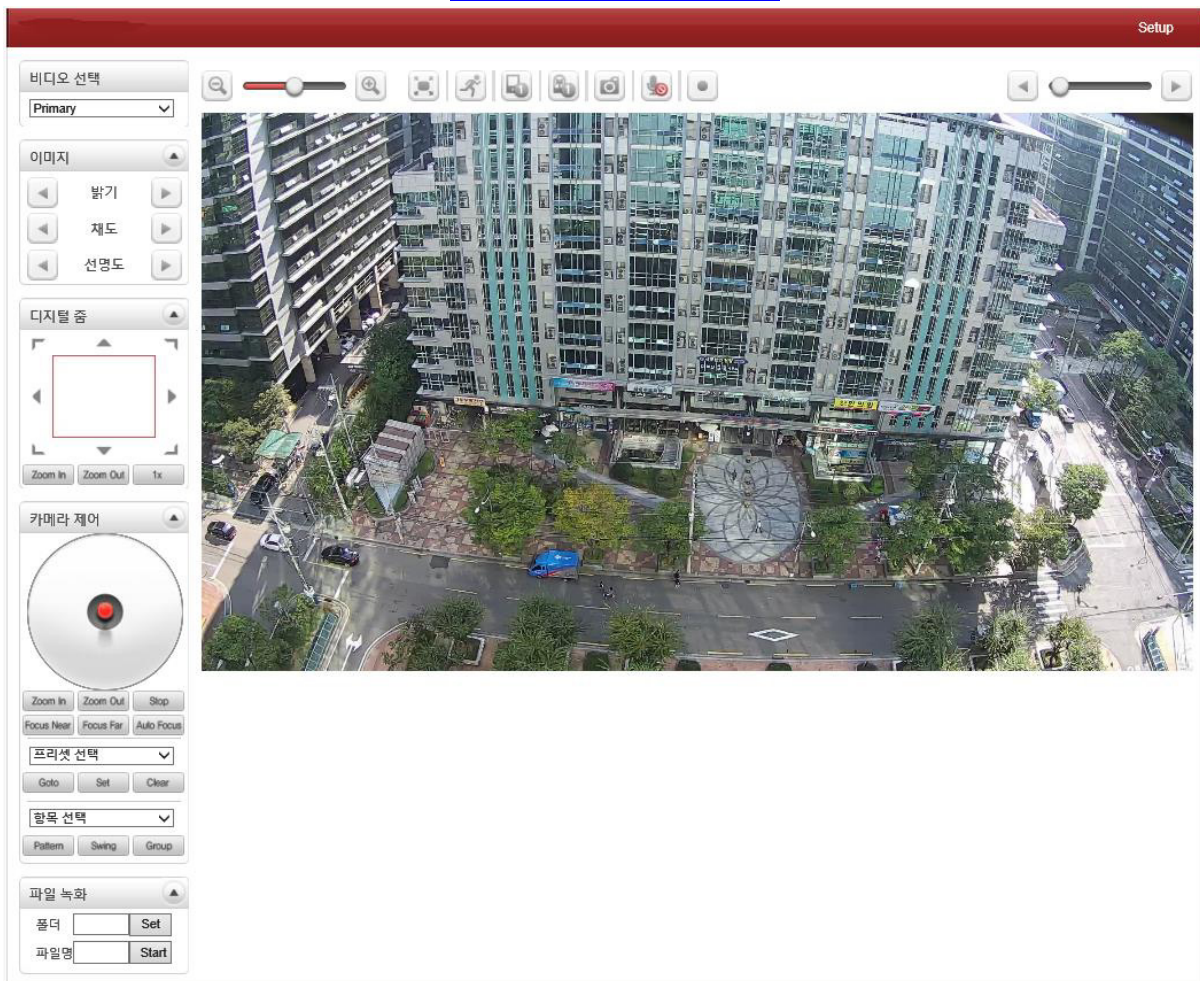 Setup
비디오 선택
Primary
이미지
밝기
채도
선명도
디지털 줌
Zoom In Zoom Out 1x
카메라 제어
Zoom In Zoom Out Stop
Focus Near Focus Far Auto Focus
프리셋 선택
Goto Set Clear
항목 선택
Pattern Swing Group
파일 녹화
폴더 Set
파일명 Start